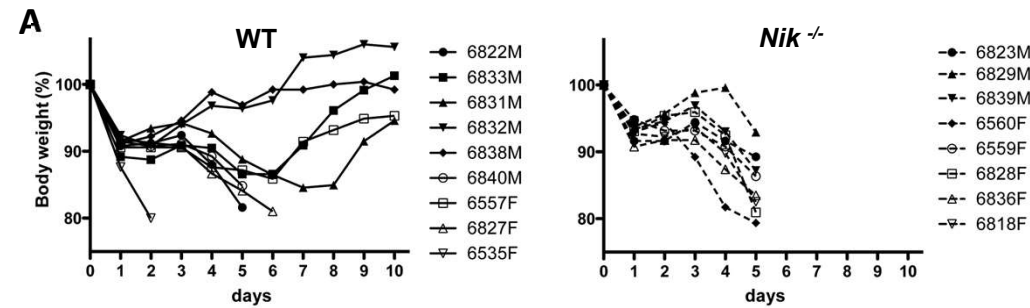 A
WT
Body weight (%)
100
90
80
0 1 2 3 4 5 6 7 8 9 10
days
6822M
6833M
6831M
6832M
6838M
6840M
6557F
6827F
6535F
Nik -/-
100
90
80
0 1 2 3 4 5 6 7 8 9 10
days
6823M
6829M
6839M
6560F
6559F
6828F
6836F
6818F